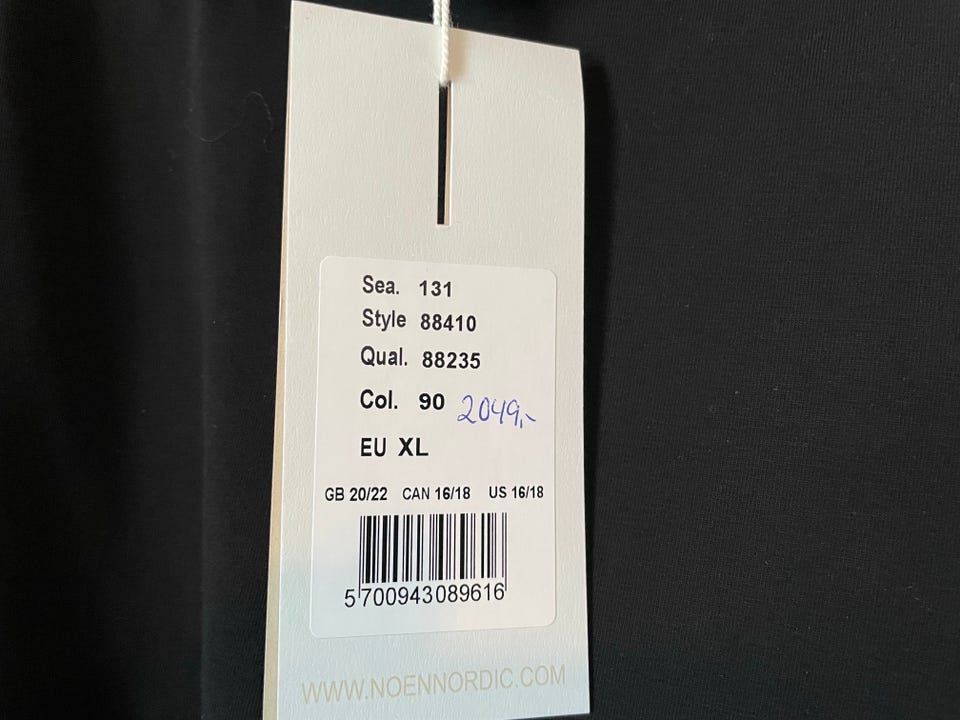 Sea. 131
Style 88410
Qual. 88235
Col. 90 2049,-
EU XL
GB 20/22 CAN 16/18 US 16/18
5700943089616
WWW.NOENNORDIC.COM